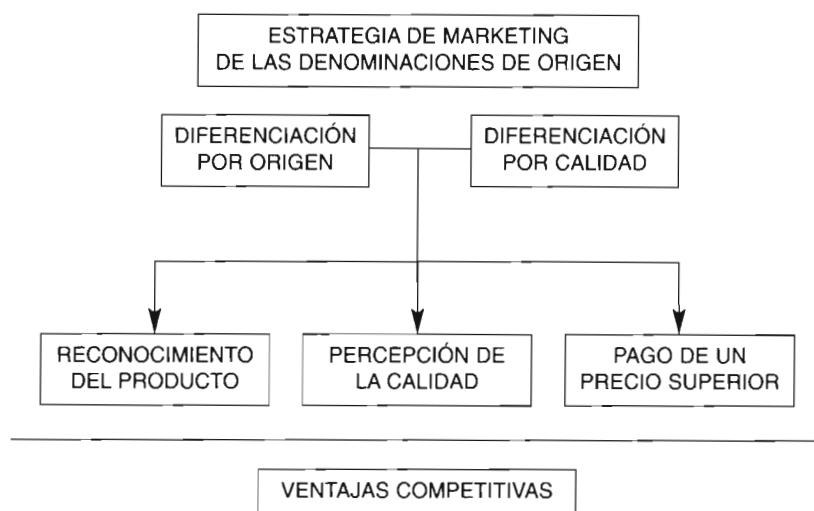 ESTRATEGIA DE MARKETING
DE LAS DENOMINACIONES DE ORIGEN
DIFERENCIACIÓN
POR ORIGEN
DIFERENCIACIÓN
POR CALIDAD
RECONOCIMIENTO
DEL PRODUCTO
PERCEPCIÓN DE
LA CALIDAD
PAGO DE UN
PRECIO SUPERIOR
VENTAJAS COMPETITIVAS